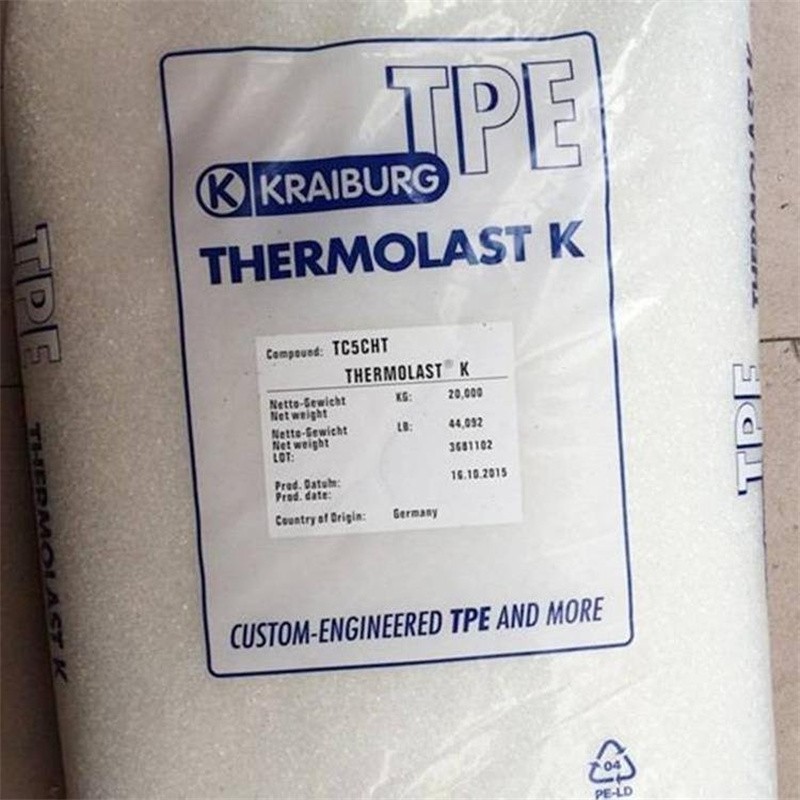 TPE
K KRAIBURG
THERMOLAST K
Compound: TC5CHT
THERMOLAST® K
Netto-Gewicht KG: 20,000
Net weight
Netto-Gewicht LB: 44,092
Net weight
LOT: 3681102
Prod. Datum: 16.10.2015
Prod. date:
Country of Origin: Germany
CUSTOM-ENGINEERED TPE AND MORE
TPE
THERMOLAST K
THERMOLAST K
TPE
04
PE-LD